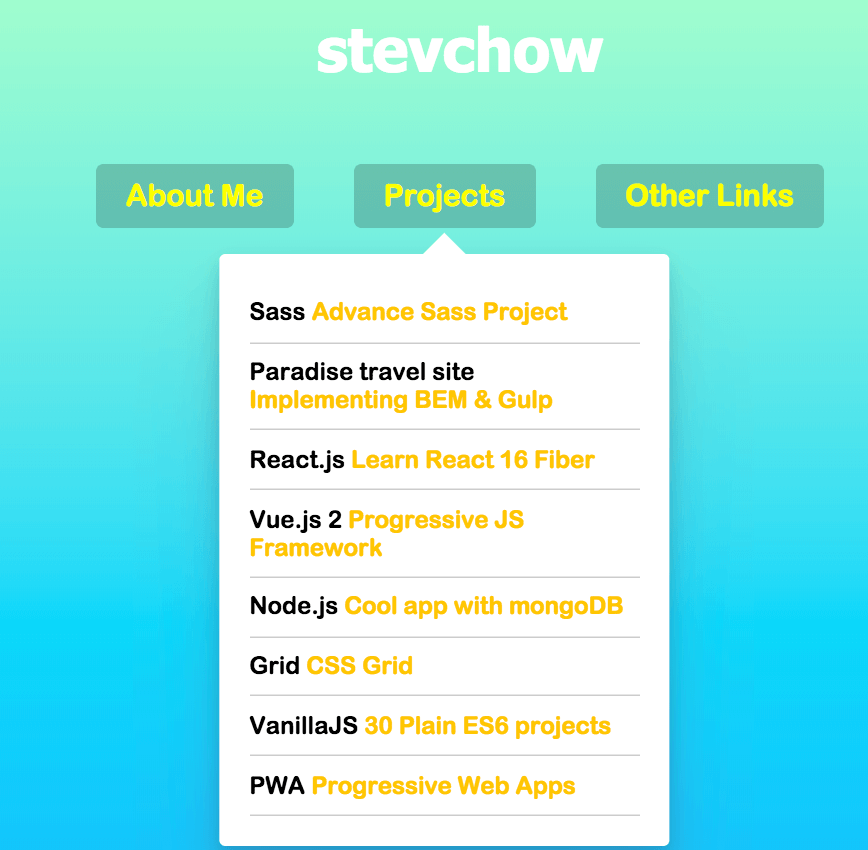 stevchow
About Me
Projects
Other Links
Sass Advance Sass Project
Paradise travel site
Implementing BEM & Gulp
React.js Learn React 16 Fiber
Vue.js 2 Progressive JS
Framework
Node.js Cool app with mongoDB
Grid CSS Grid
VanillaJS 30 Plain ES6 projects
PWA Progressive Web Apps